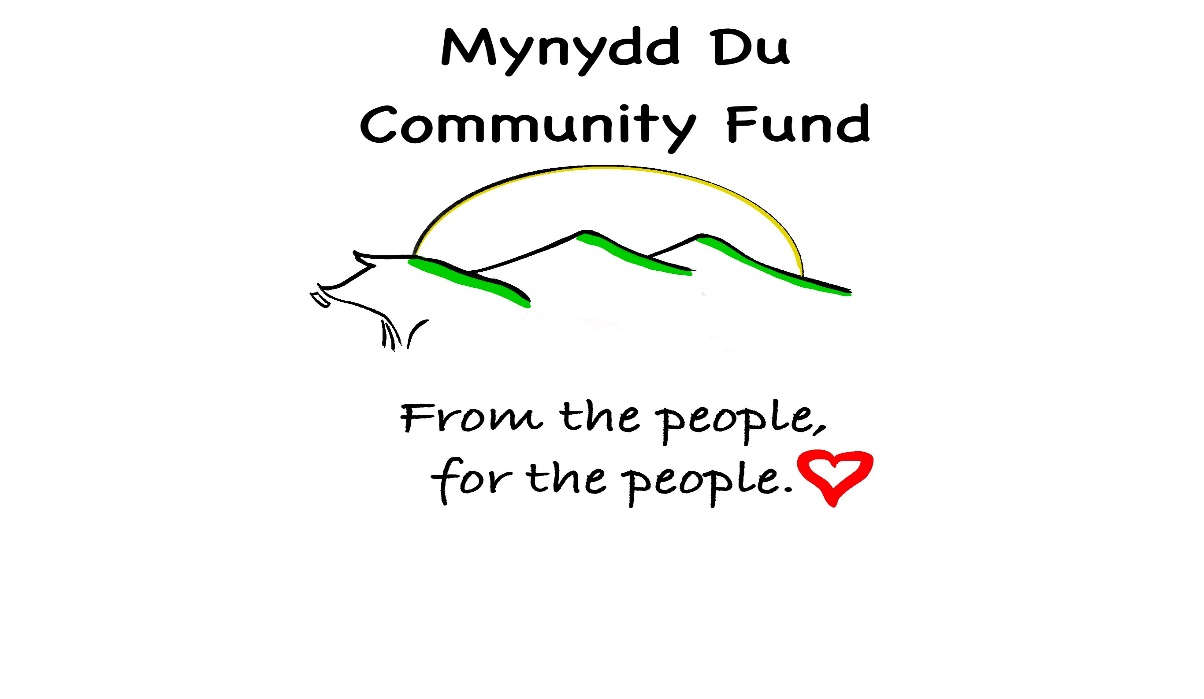 Mynydd Du
Community Fund
From the people,
for the people.